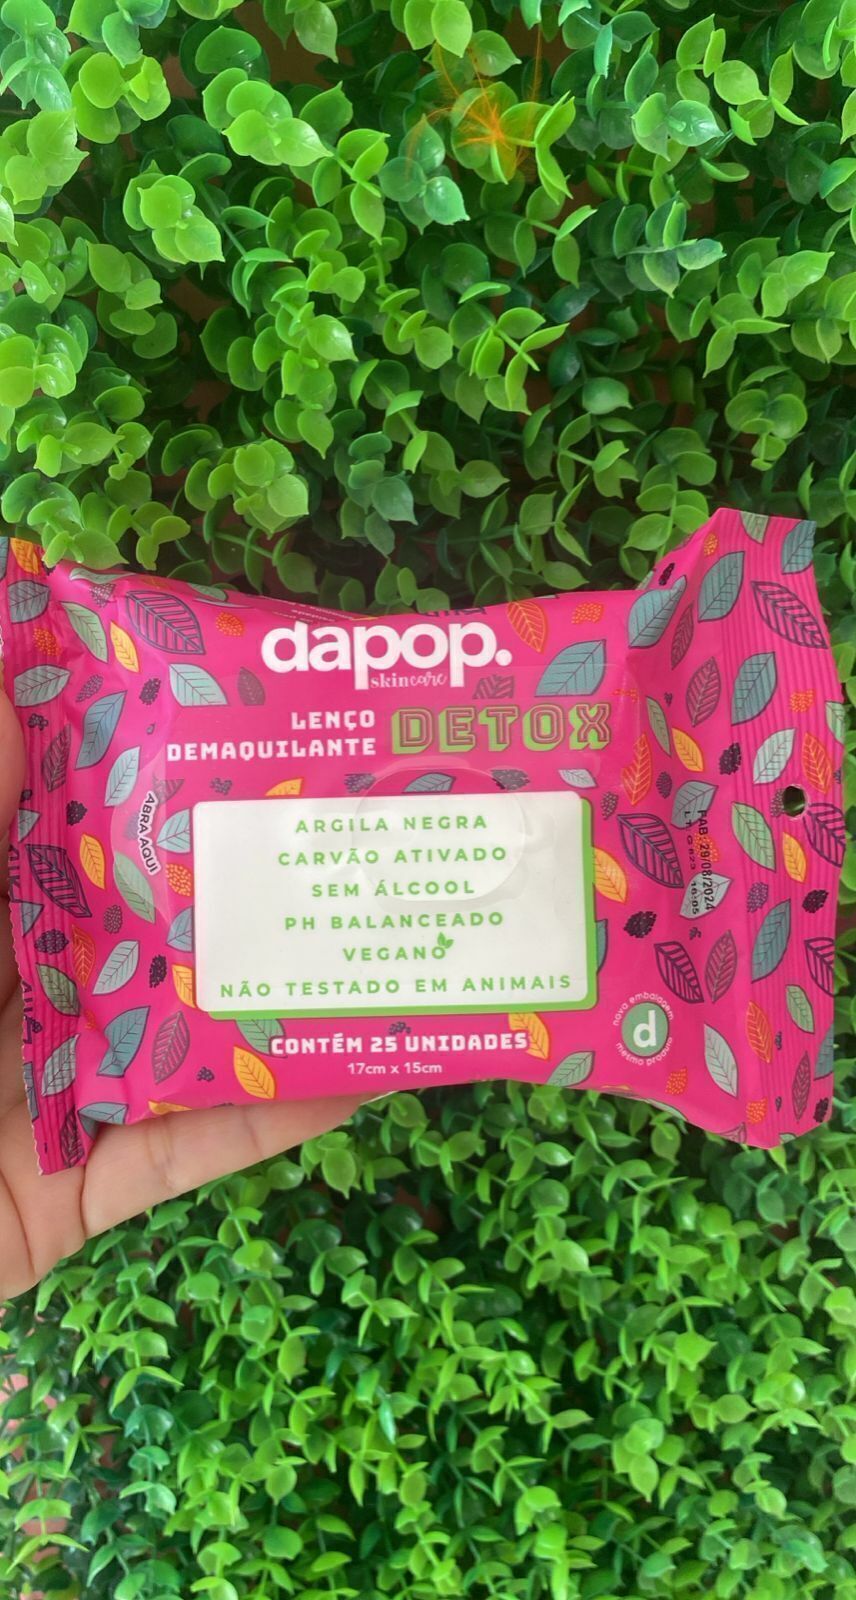 dapop.
skincare
LENÇO
DEMAQUILANTE
DETOX
ABRA AQUI
ARGILA NEGRA
CARVÃO ATIVADO
SEM ÁLCOOL
PH BALANCEADO
VEGANO
NÃO TESTADO EM ANIMAIS
CONTÉM 25 UNIDADES
17cm x 15cm
FAB: 29/08/2024
nova embalagem
d
mesmo produto